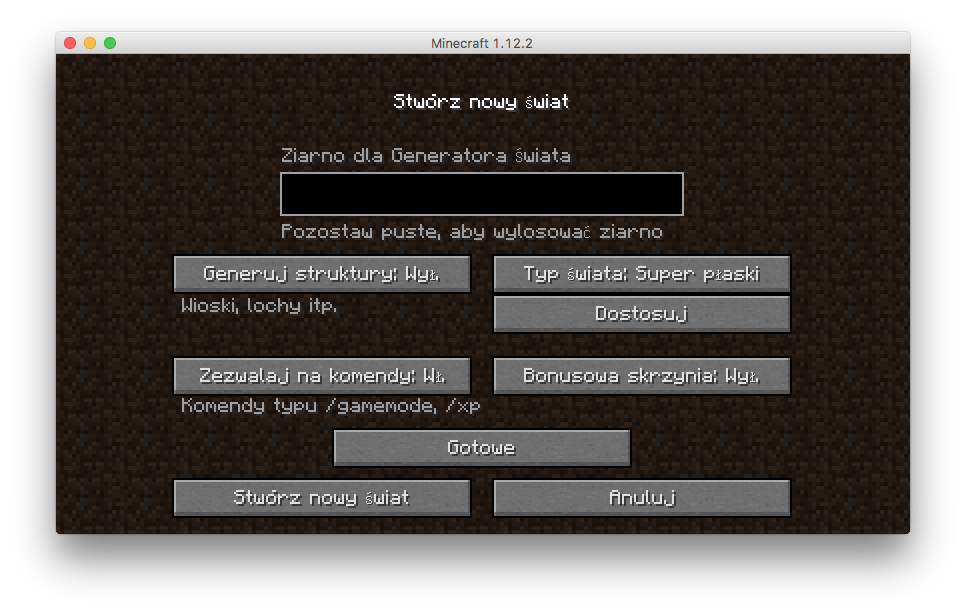 Minecraft 1.12.2
Stwórz nowy świat
Ziarno dla Generatora Świata
Pozostaw puste, aby wylosować ziarno
Generuj struktury: Wył.
Typ świata: Super płaski
Wioski, lochy itp.
Dostosuj
Zezwalaj na komendy: Wł.
Bonusowa skrzynia: Wył.
Komendy typu /gamemode, /xp
Gotowe
Stwórz nowy świat
Anuluj